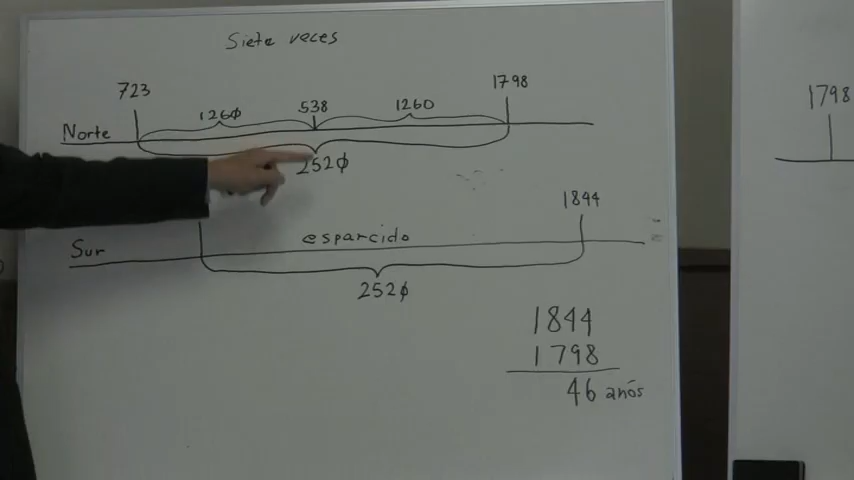 Siete veces
723 1260 538 1260 1798
Norte
2520
1844
Sur esparcido
2520
1844
1798
46 años
1798